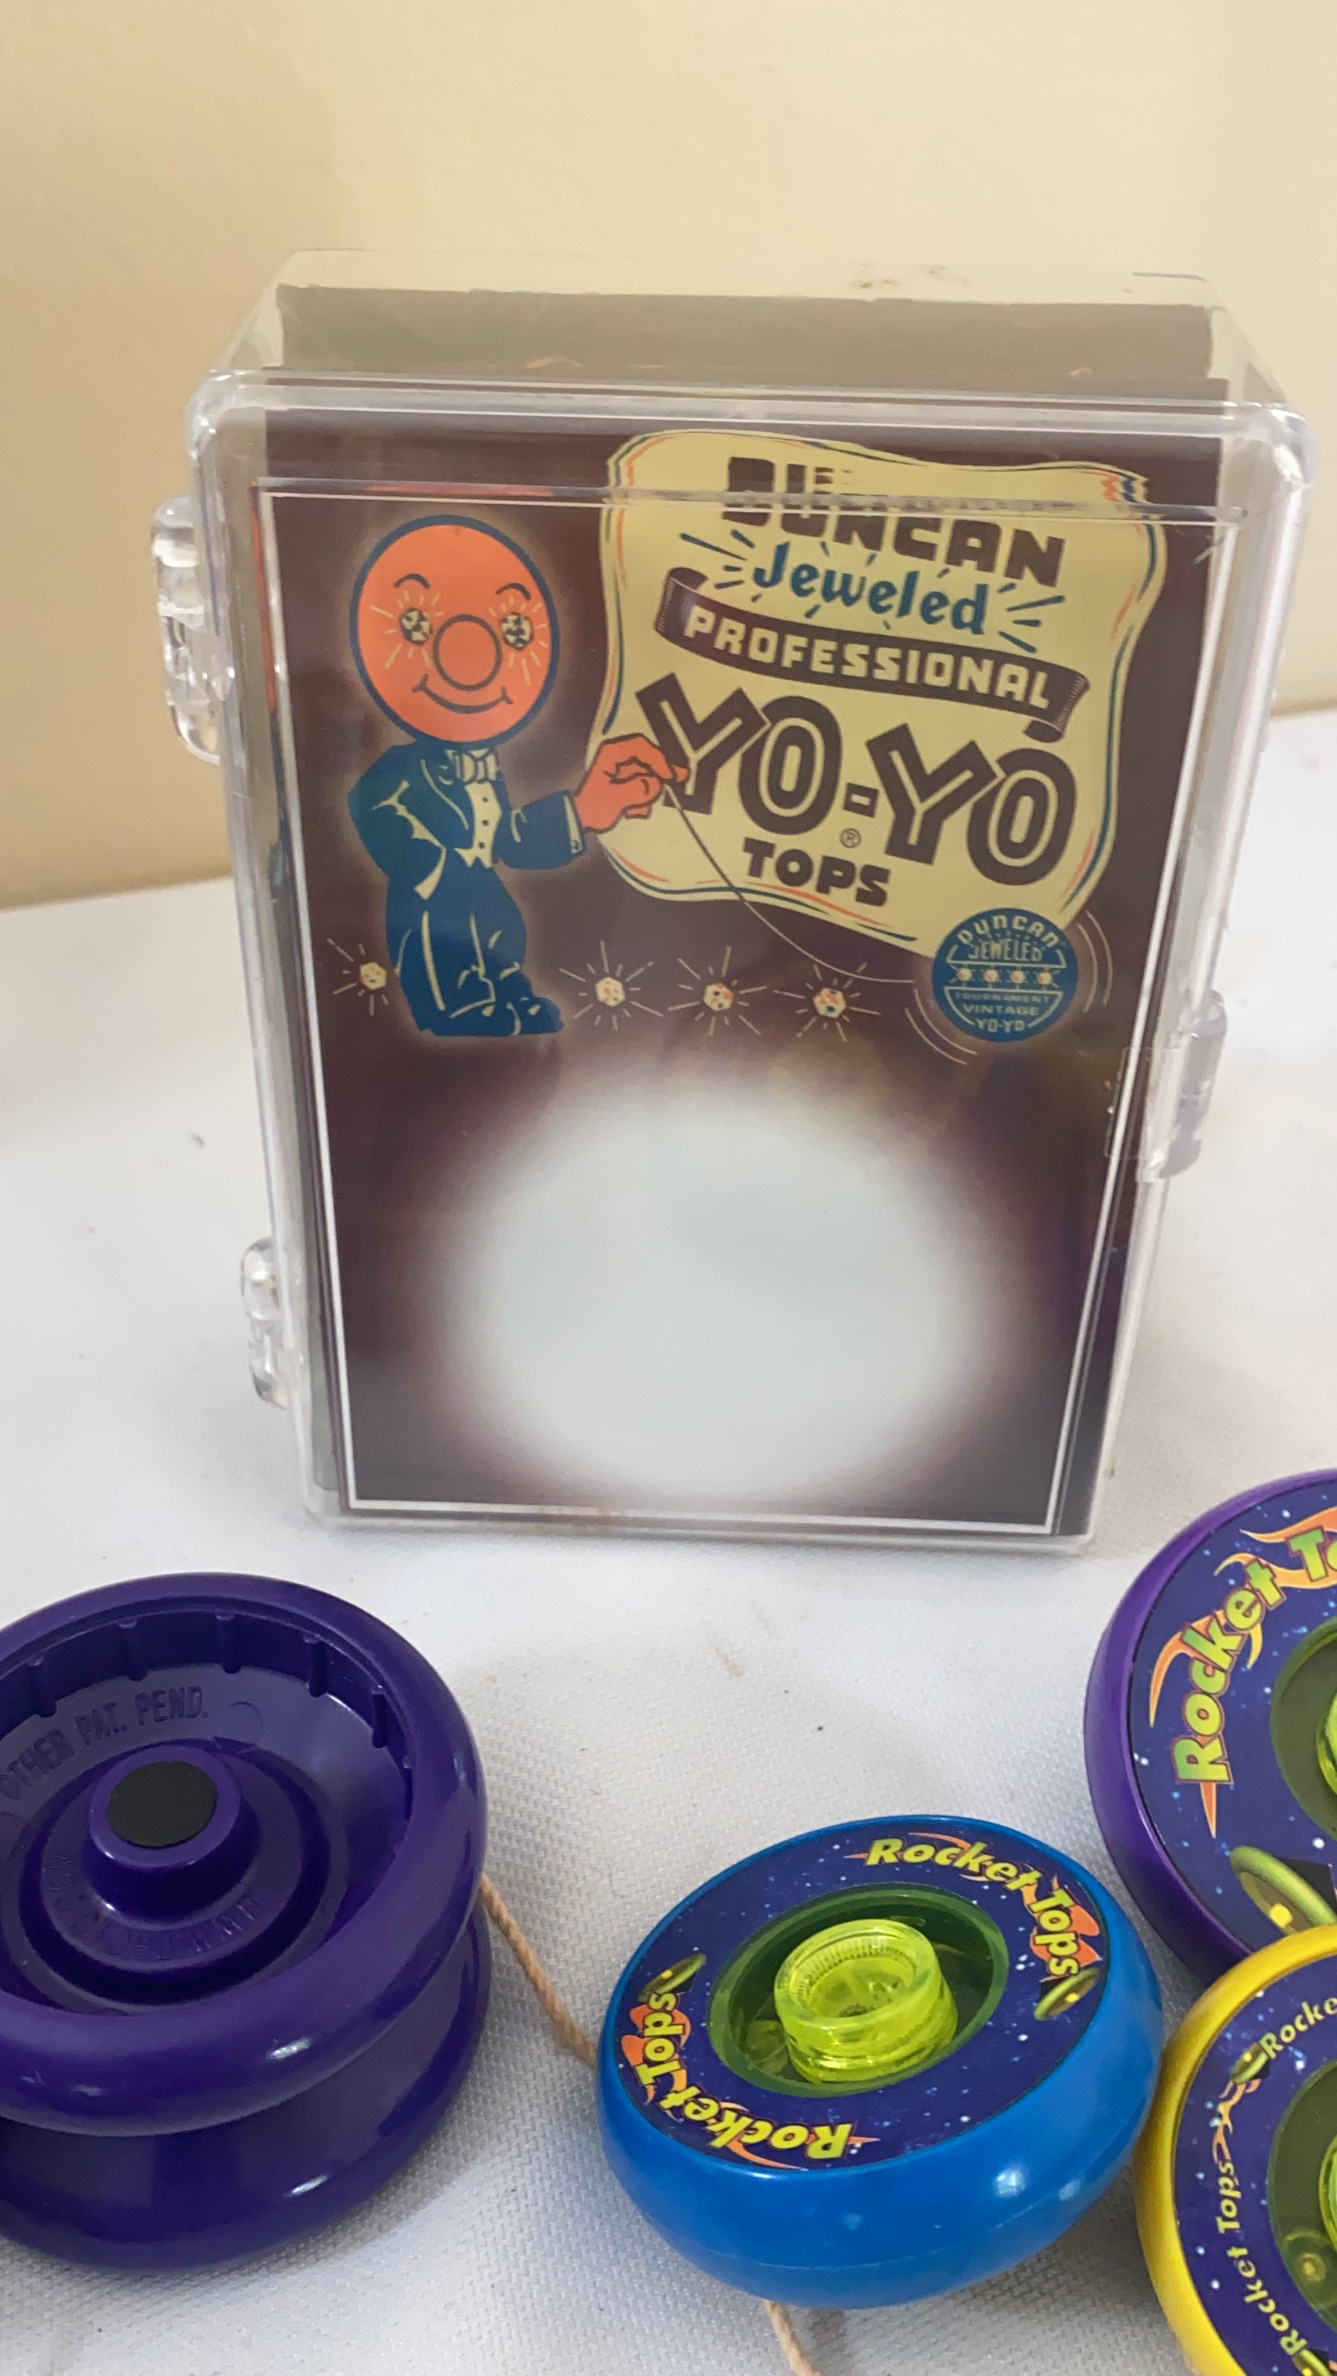 DUNCAN
Jeweled
PROFESSIONAL
YO-YO
®
TOPS
DUNCAN
JEWELED
TOURNAMENT
VINTAGE
YO-YO
OTHER PAT. PEND.
Rocket Tops
Rocket Tops
Rocket
Rocket
Rocket Tops
Rocket